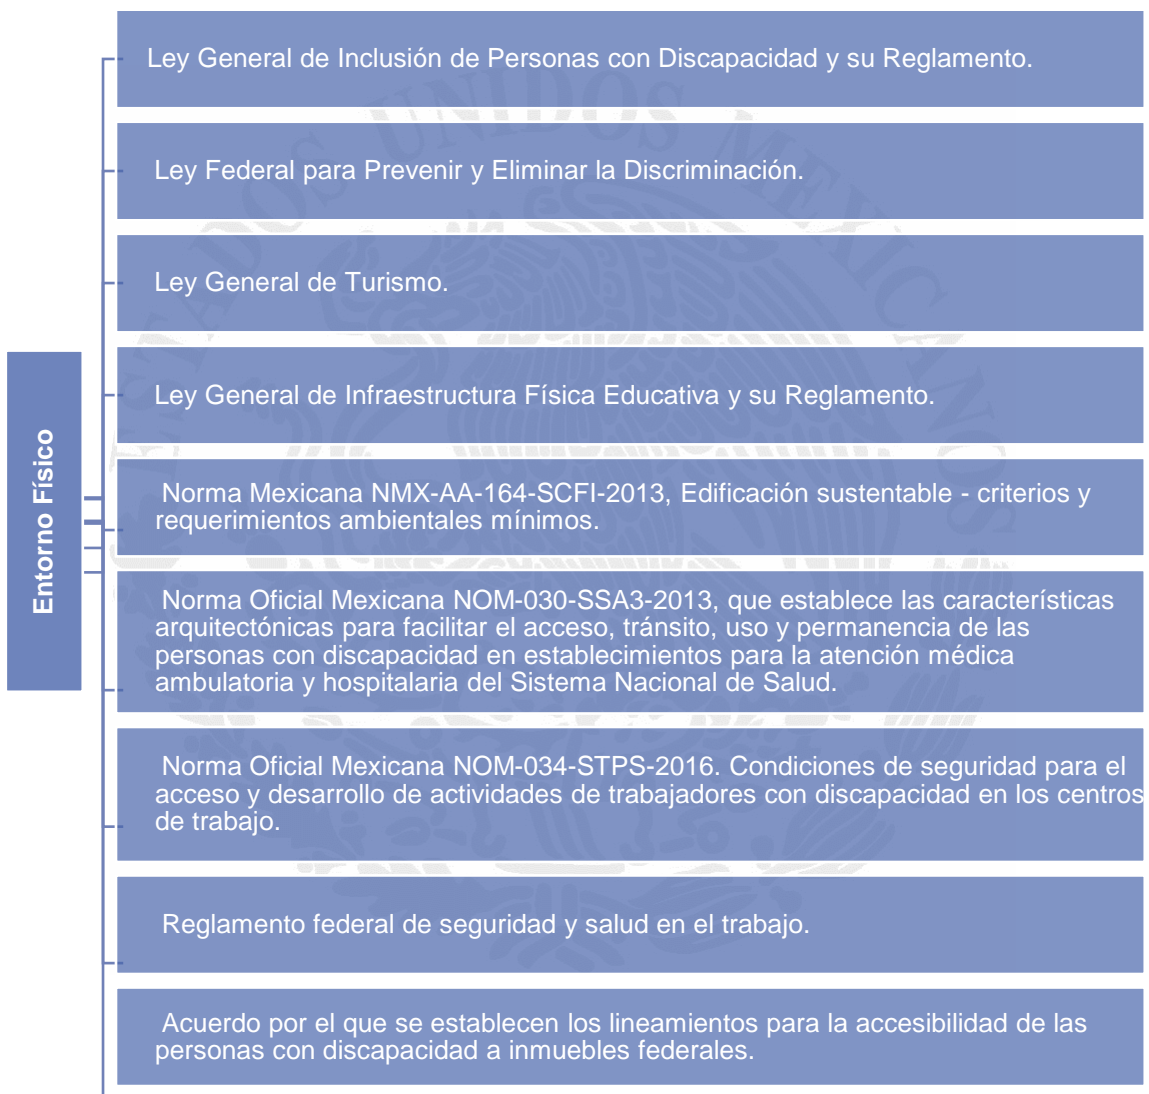 Entorno Físico
Ley General de Inclusión de Personas con Discapacidad y su Reglamento.
Ley Federal para Prevenir y Eliminar la Discriminación.
Ley General de Turismo.
Ley General de Infraestructura Física Educativa y su Reglamento.
Norma Mexicana NMX-AA-164-SCFI-2013, Edificación sustentable - criterios y
requerimientos ambientales mínimos.
Norma Oficial Mexicana NOM-030-SSA3-2013, que establece las características
arquitectónicas para facilitar el acceso, tránsito, uso y permanencia de las
personas con discapacidad en establecimientos para la atención médica
ambulatoria y hospitalaria del Sistema Nacional de Salud.
Norma Oficial Mexicana NOM-034-STPS-2016. Condiciones de seguridad para el
acceso y desarrollo de actividades de trabajadores con discapacidad en los centros
de trabajo.
Reglamento federal de seguridad y salud en el trabajo.
Acuerdo por el que se establecen los lineamientos para la accesibilidad de las
personas con discapacidad a inmuebles federales.
ESTADOS UNIDOS MEXICANOS